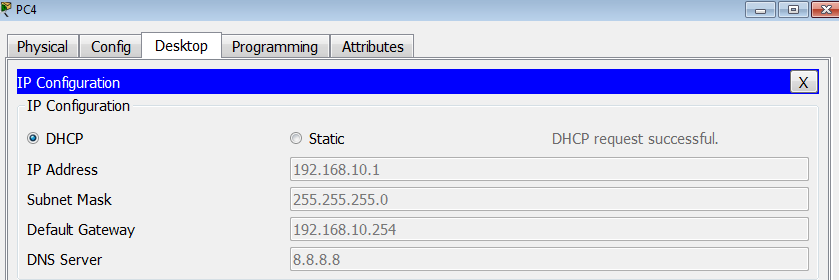 PC4
Physical Config Desktop Programming Attributes
IP Configuration X
IP Configuration
DHCP Static DHCP request successful.
IP Address 192.168.10.1
Subnet Mask 255.255.255.0
Default Gateway 192.168.10.254
DNS Server 8.8.8.8